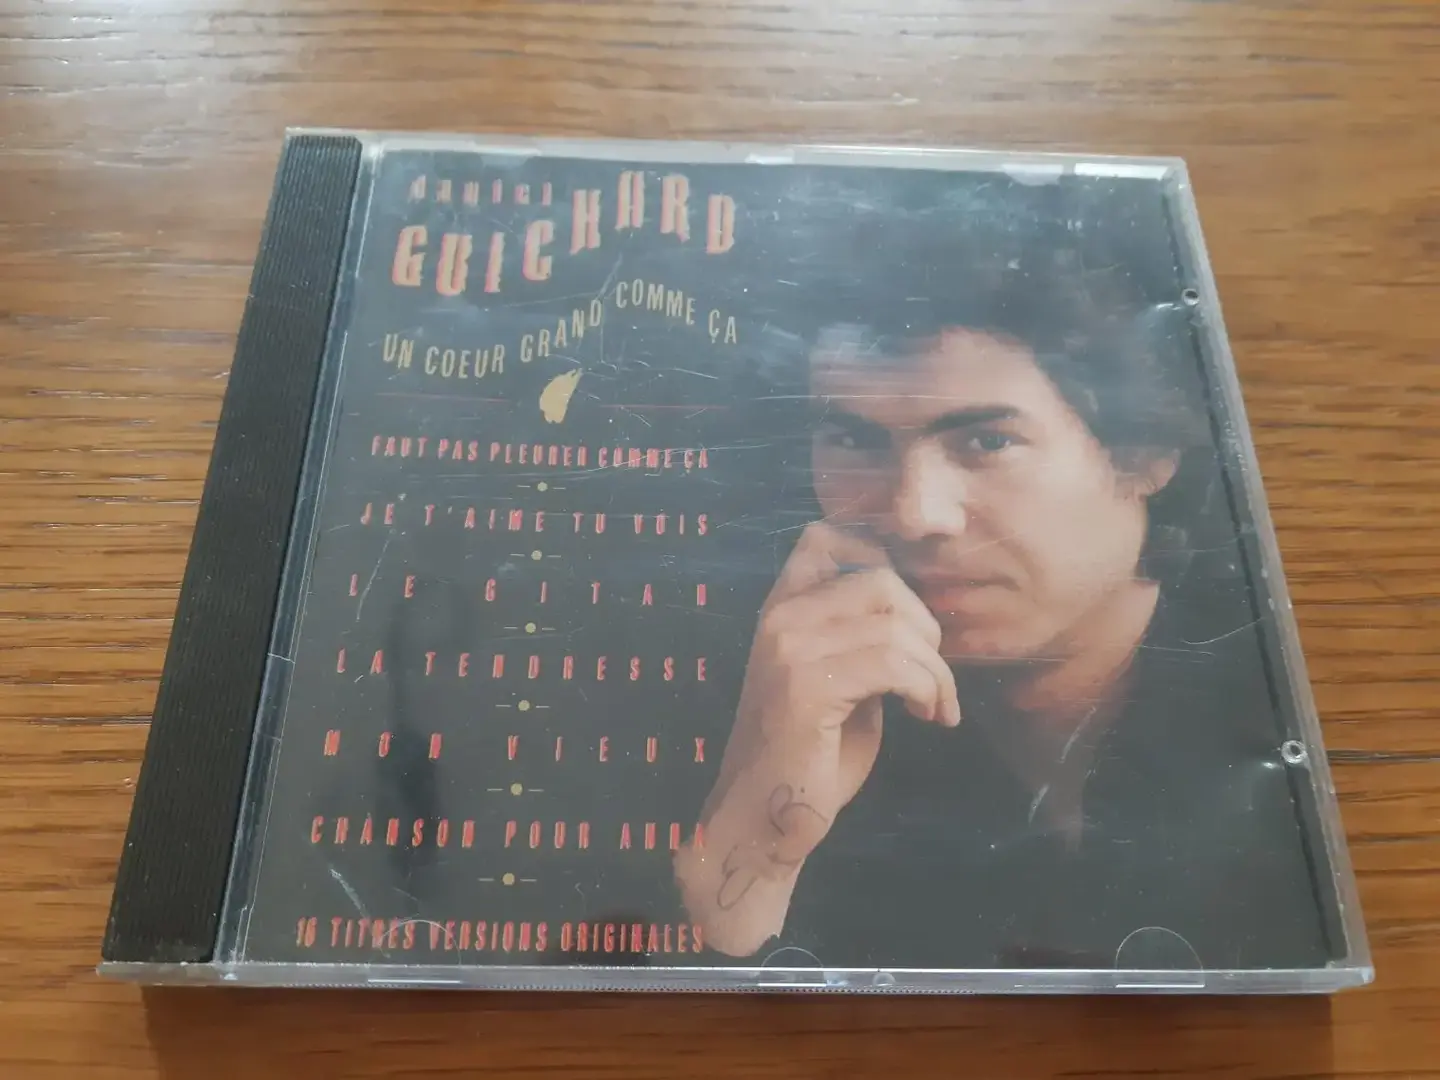 daniel
GUICHARD
UN COEUR GRAND COMME ÇA
FAUT PAS PLEURER COMME ÇA
JE T'AIME TU VOIS
LE GITAN
LA TENDRESSE
MON VIEUX
CHANSON POUR ANNA
16 TITRES VERSIONS ORIGINALES